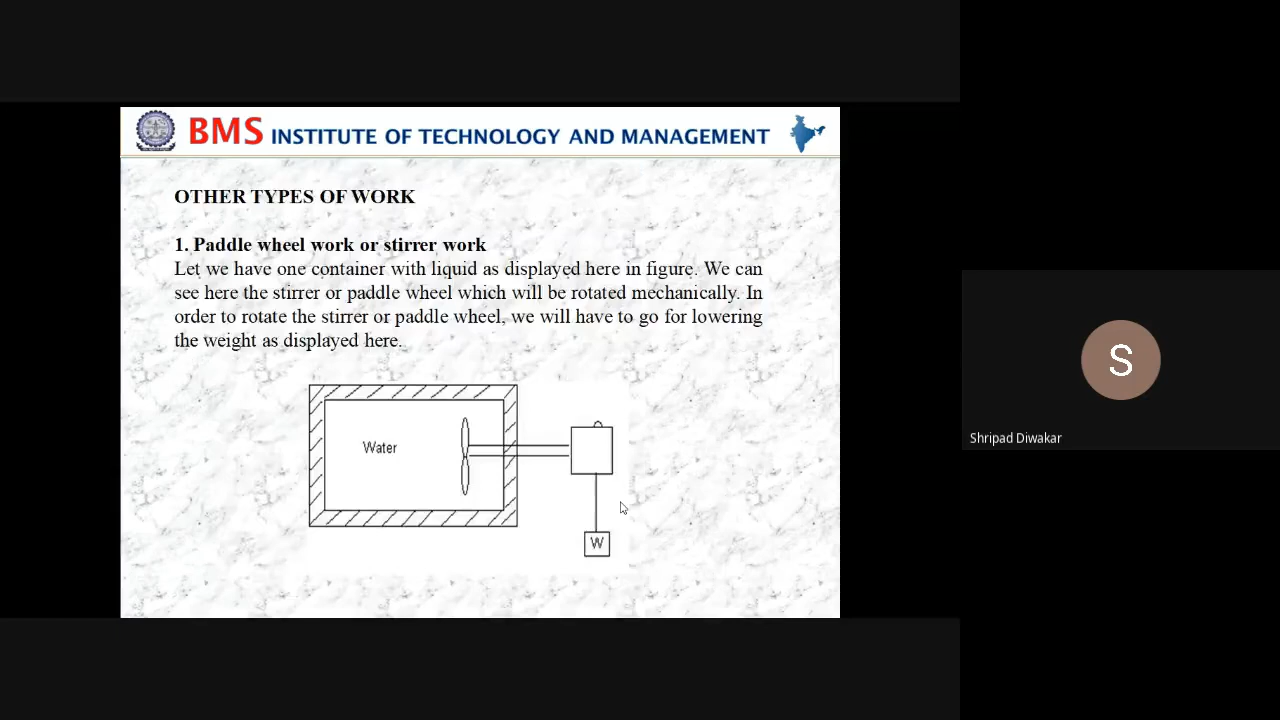 BMS INSTITUTE OF TECHNOLOGY AND MANAGEMENT
OTHER TYPES OF WORK
1. Paddle wheel work or stirrer work
Let we have one container with liquid as displayed here in figure. We can
see here the stirrer or paddle wheel which will be rotated mechanically. In
order to rotate the stirrer or paddle wheel, we will have to go for lowering
the weight as displayed here.
Water
W
S
Shripad Diwakar